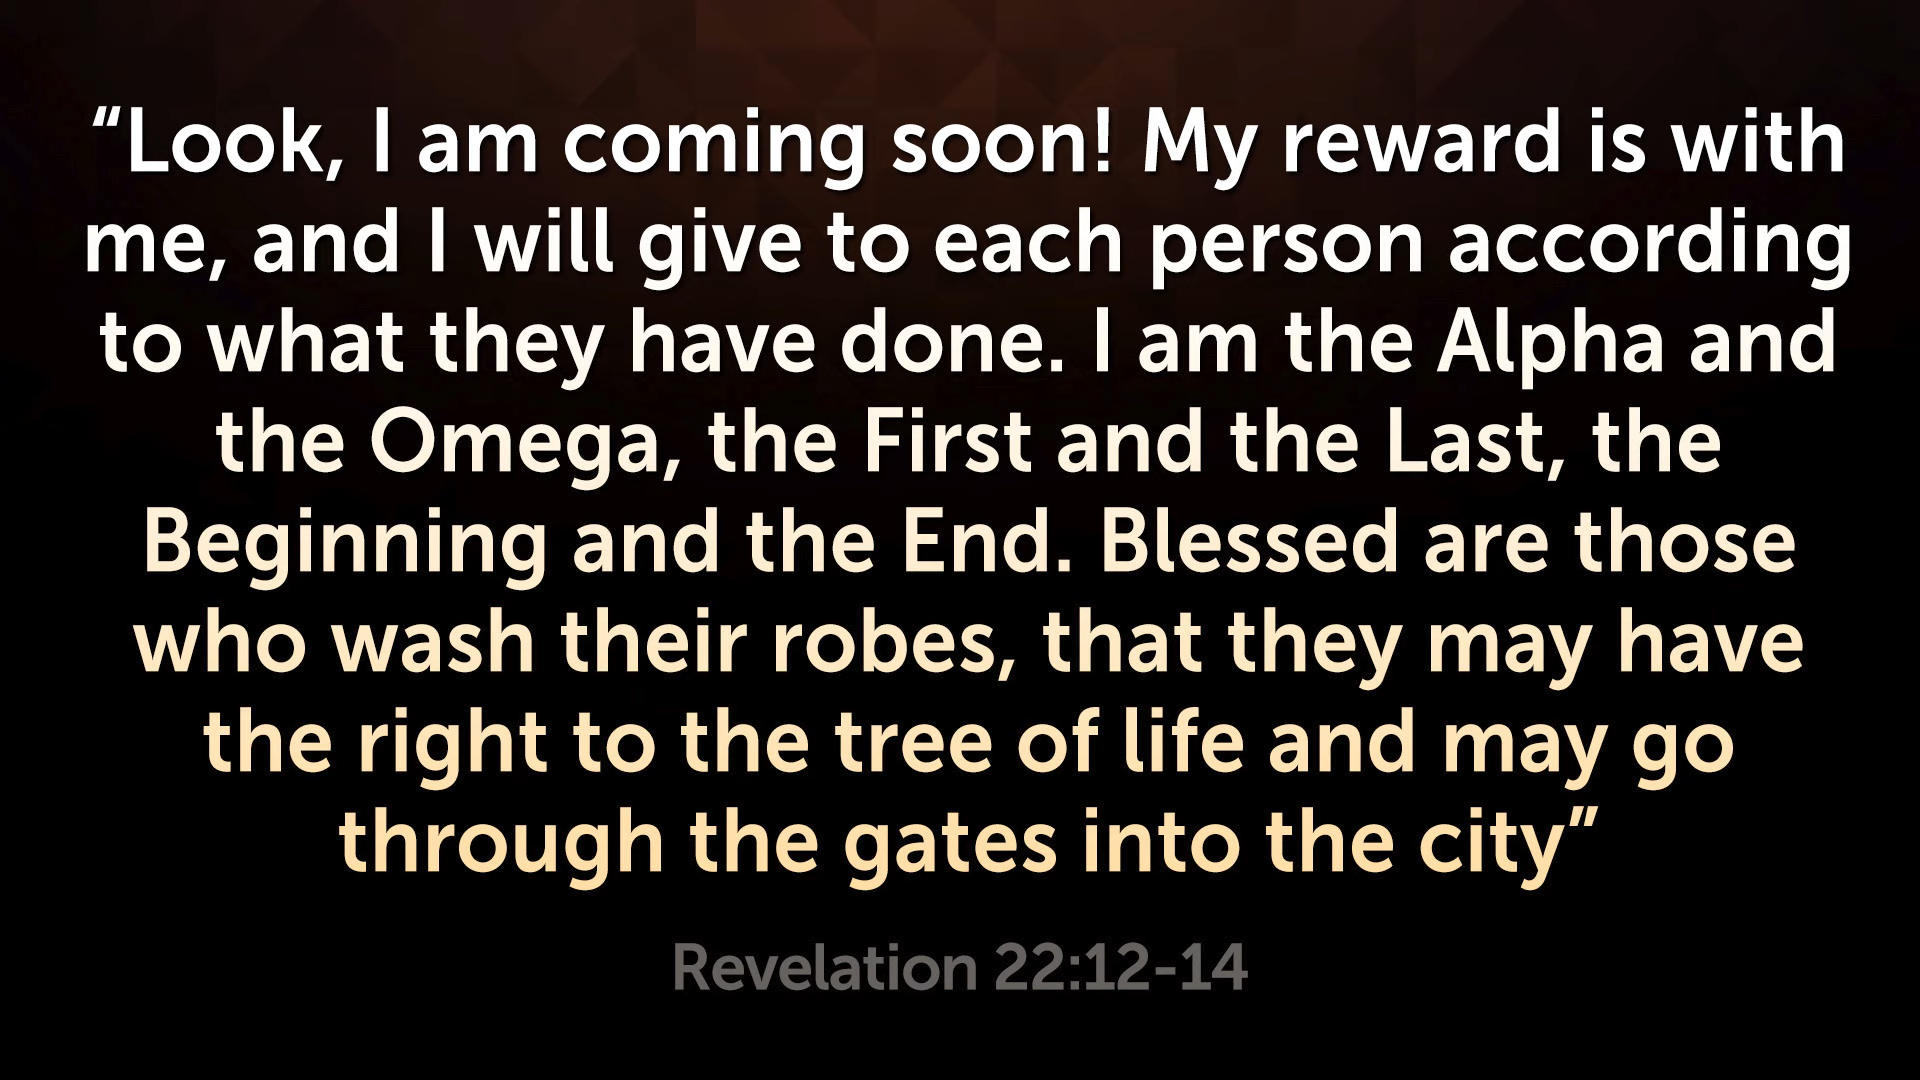 “Look, I am coming soon! My reward is with
me, and I will give to each person according
to what they have done. I am the Alpha and
the Omega, the First and the Last, the
Beginning and the End. Blessed are those
who wash their robes, that they may have
the right to the tree of life and may go
through the gates into the city”
Revelation 22:12-14